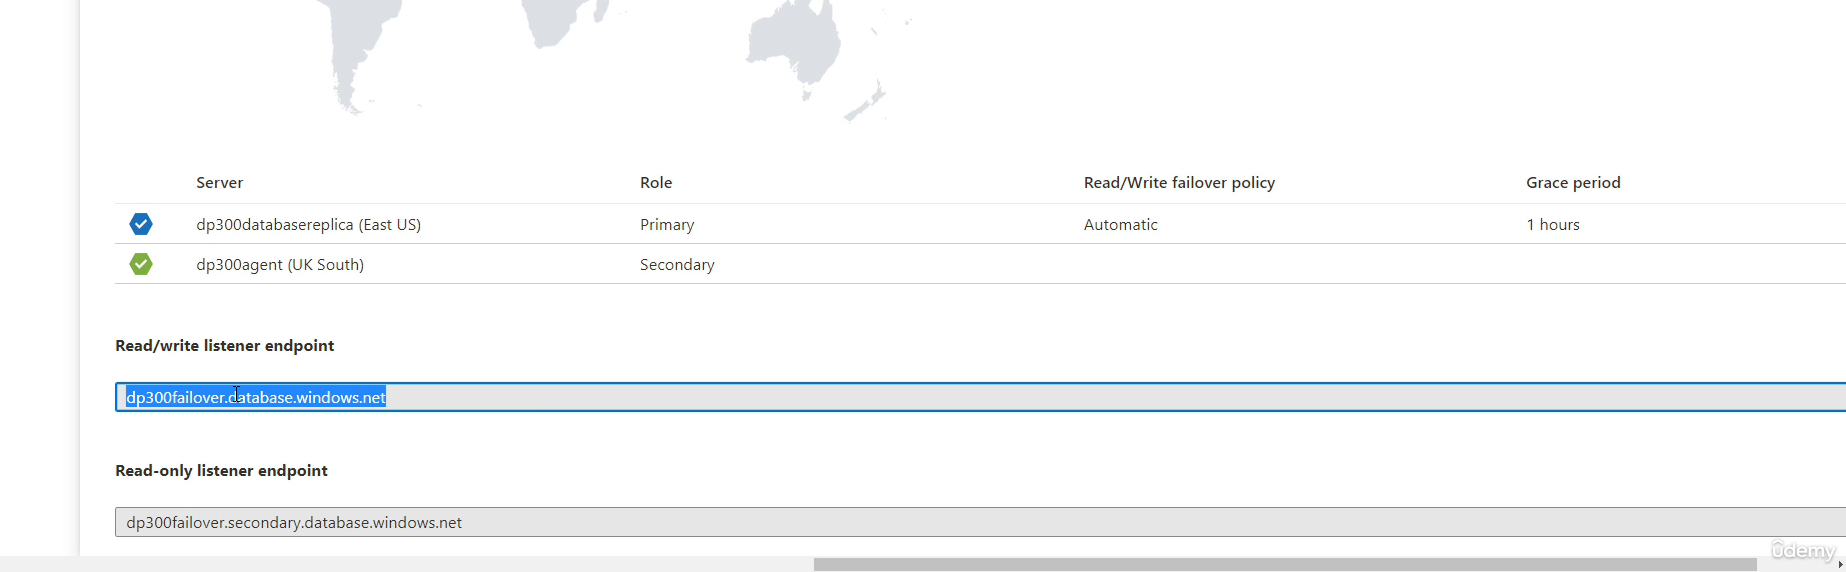 Server Role Read/Write failover policy Grace period
dp300databasereplica (East US) Primary Automatic 1 hours
dp300agent (UK South) Secondary
Read/write listener endpoint
dp300failover.database.windows.net
Read-only listener endpoint
dp300failover.secondary.database.windows.net
ûdemy